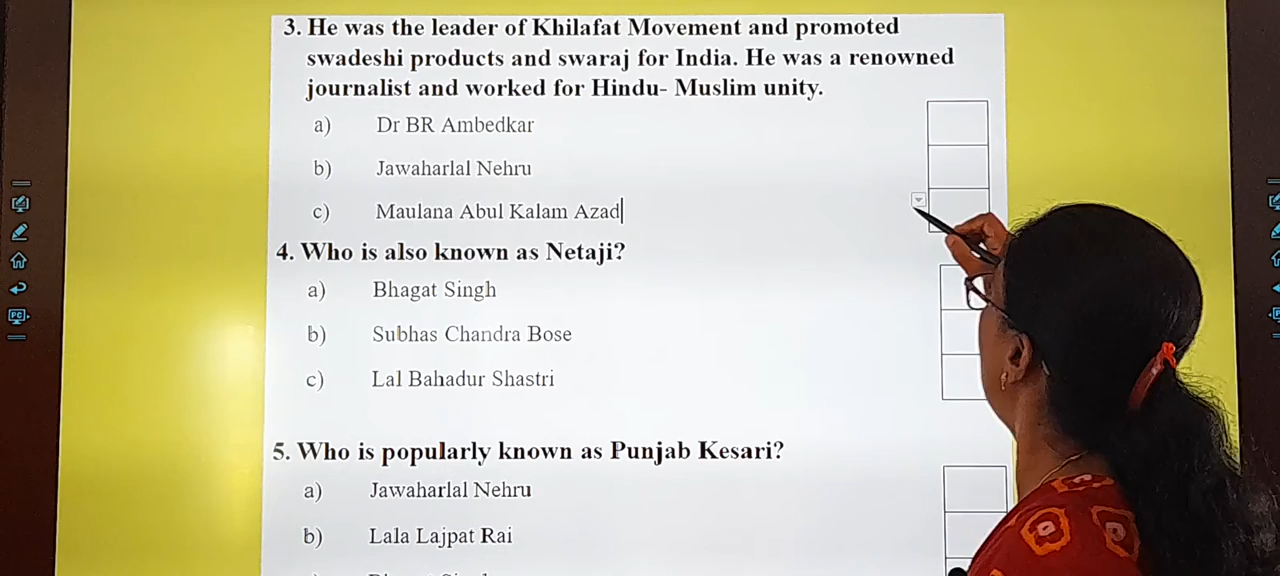 3. He was the leader of Khilafat Movement and promoted
swadeshi products and swaraj for India. He was a renowned
journalist and worked for Hindu- Muslim unity.
a) Dr BR Ambedkar
b) Jawaharlal Nehru
c) Maulana Abul Kalam Azad
4. Who is also known as Netaji?
a) Bhagat Singh
b) Subhas Chandra Bose
c) Lal Bahadur Shastri
5. Who is popularly known as Punjab Kesari?
a) Jawaharlal Nehru
b) Lala Lajpat Rai
PC